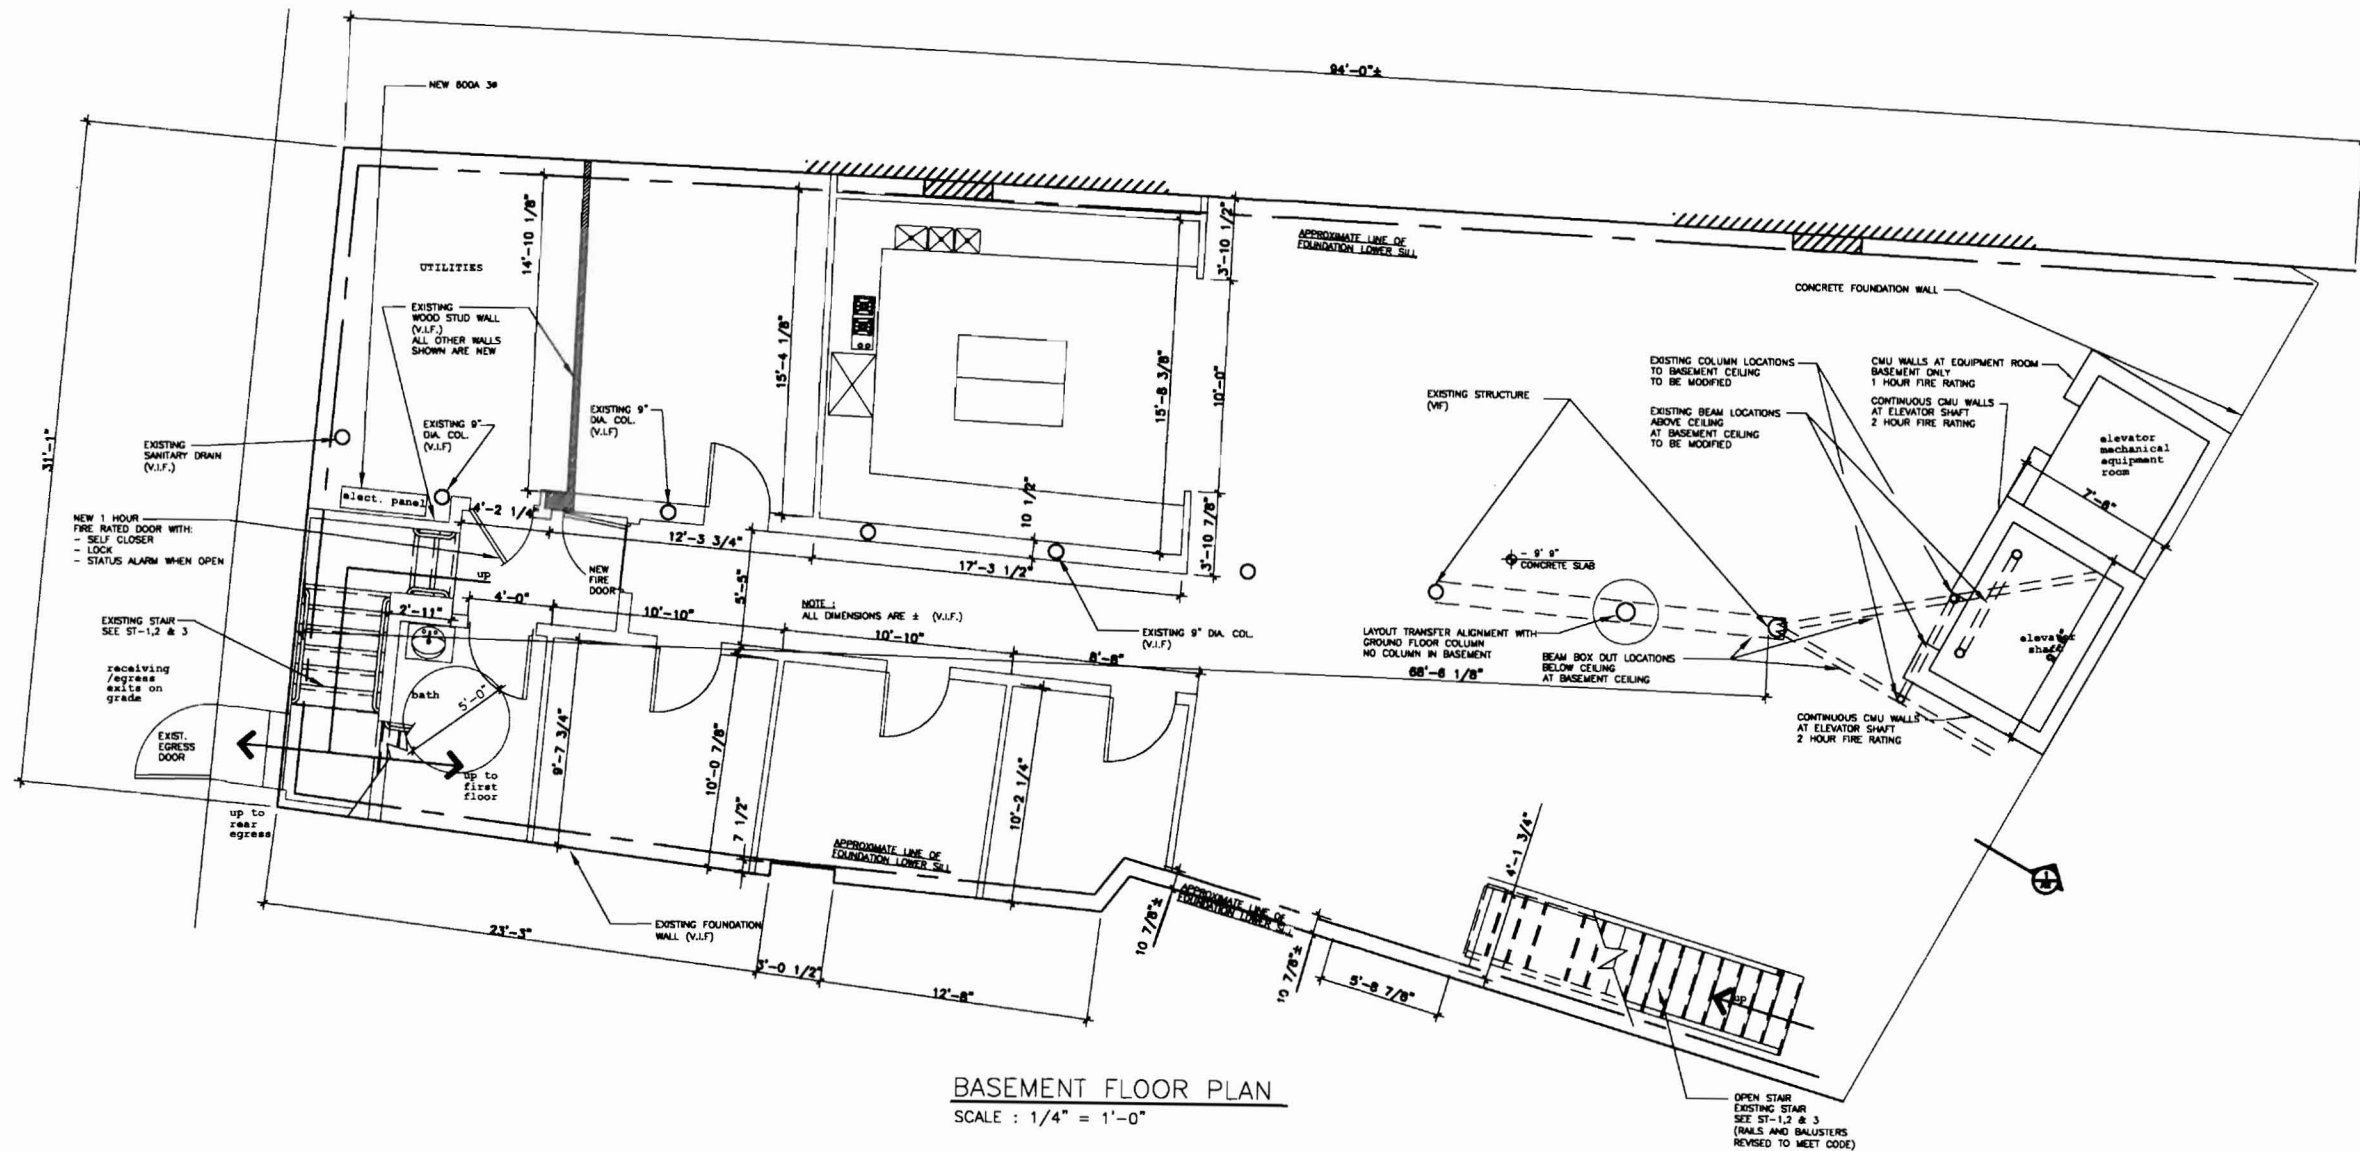 94'-0"±
NEW 600A 3ø
31'-1"
14'-10 1/8"
UTILITIES
EXISTING
WOOD STUD WALL
(V.I.F.)
ALL OTHER WALLS
SHOWN ARE NEW
15'-4 1/8"
3'-10 1/2"
15'-8 3/8"
10'-0"
APPROXIMATE LINE OF
FOUNDATION LOWER SILL
CONCRETE FOUNDATION WALL
EXISTING COLUMN LOCATIONS
TO BASEMENT CEILING
TO BE MODIFIED
CMU WALLS AT EQUIPMENT ROOM
BASEMENT ONLY
1 HOUR FIRE RATING
EXISTING STRUCTURE
(VIF)
EXISTING BEAM LOCATIONS
ABOVE CEILING
AT BASEMENT CEILING
TO BE MODIFIED
CONTINUOUS CMU WALLS
AT ELEVATOR SHAFT
2 HOUR FIRE RATING
elevator
mechanical
equipment
room
7'-6"
EXISTING 9"
DIA. COL.
(V.I.F)
EXISTING 9"
DIA. COL.
(V.I.F)
EXISTING
SANITARY DRAIN
(V.I.F.)
elect. panel
4'-2 1/4"
12'-3 3/4"
10 1/2"
3'-10 7/8"
17'-3 1/2"
NEW 1 HOUR
FIRE RATED DOOR WITH:
- SELF CLOSER
- LOCK
- STATUS ALARM WHEN OPEN
NEW
FIRE
DOOR
- 9' 9"
CONCRETE SLAB
up
4'-0"
2'-11"
5'-5"
10'-10"
10'-10"
8'-8"
NOTE :
ALL DIMENSIONS ARE ± (V.I.F.)
EXISTING 9" DIA. COL.
(V.I.F)
EXISTING STAIR
SEE ST-1,2 & 3
LAYOUT TRANSFER ALIGNMENT WITH
GROUND FLOOR COLUMN
NO COLUMN IN BASEMENT
BEAM BOX OUT LOCATIONS
BELOW CEILING
AT BASEMENT CEILING
68'-6 1/8"
elevator
shaft
receiving
/egress
exits on
grade
bath
5'-0"
EXIST.
EGRESS
DOOR
CONTINUOUS CMU WALLS
AT ELEVATOR SHAFT
2 HOUR FIRE RATING
9'-7 3/4"
10'-0 7/8"
10'-2 1/4"
7 1/2"
up to
first
floor
up to
rear
egress
APPROXIMATE LINE OF
FOUNDATION LOWER SILL
4'-1 3/4"
APPROXIMATE LINE OF
FOUNDATION LOWER SILL
10 7/8"±
10 7/8"±
EXISTING FOUNDATION
WALL (V.I.F)
23'-3"
3'-0 1/2"
12'-8"
5'-8 7/8"
up
OPEN STAIR
EXISTING STAIR
SEE ST-1,2 & 3
(RAILS AND BALUSTERS
REVISED TO MEET CODE)
BASEMENT FLOOR PLAN
SCALE : 1/4" = 1'-0"